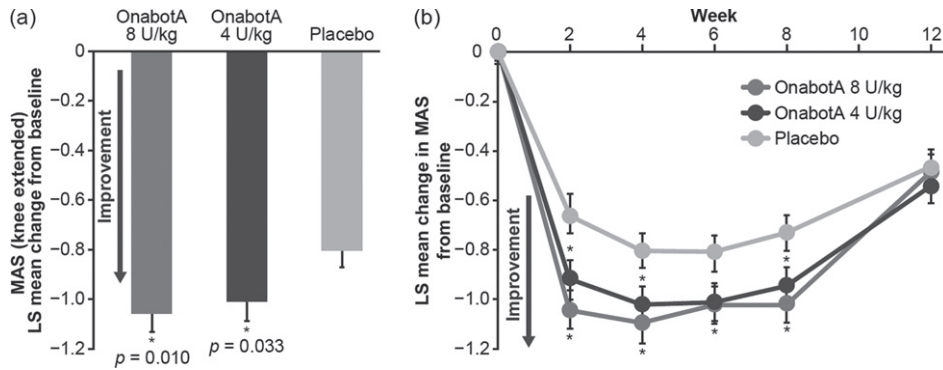 (a)
OnabotA
8 U/kg
OnabotA
4 U/kg
Placebo
MAS (knee extended)
LS mean change from baseline
0
−0.2
−0.4
−0.6
−0.8
−1.0
−1.2
Improvement
*
p = 0.010
*
p = 0.033
(b)
Week
0
2
4
6
8
10
12
LS mean change in MAS
from baseline
0
−0.2
−0.4
−0.6
−0.8
−1.0
−1.2
Improvement
OnabotA 8 U/kg
OnabotA 4 U/kg
Placebo
*
*
*
*
*
*
*